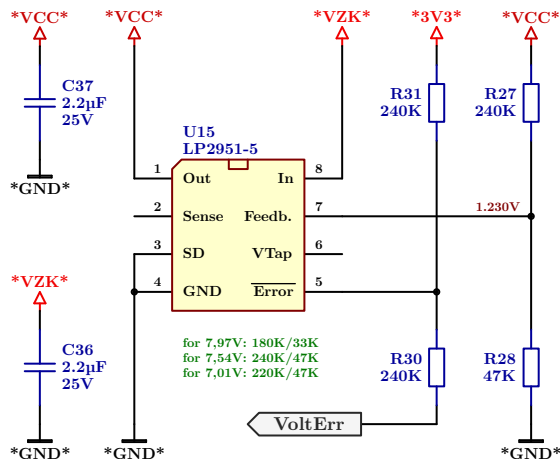 *VCC*
*VCC*
*VZK*
*3V3*
*VCC*
C37
2.2µF
25V
*GND*
R31
240K
R27
240K
U15
LP2951-5
1
Out
In
8
2
Sense
Feedb.
7
1.230V
3
SD
VTap
6
4
GND
Error
5
*VZK*
C36
2.2µF
25V
*GND*
for 7,97V: 180K/33K
for 7,54V: 240K/47K
for 7,01V: 220K/47K
R30
240K
R28
47K
VoltErr
*GND*
*GND*